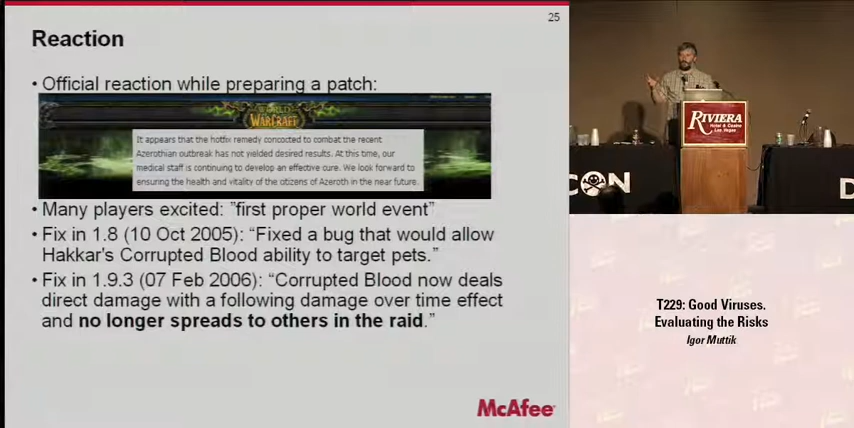 25
Reaction
• Official reaction while preparing a patch:
WARCRAFT
It appears that the hotfix remedy concocted to combat the recent
Azerothian outbreak has not yielded desired results. At this time, our
medical staff is continuing to develop an effective cure. We look forward to
ensuring the health and vitality of the citizens of Azeroth in the near future.
• Many players excited: ”first proper world event”
• Fix in 1.8 (10 Oct 2005): “Fixed a bug that would allow
Hakkar's Corrupted Blood ability to target pets.”
• Fix in 1.9.3 (07 Feb 2006): “Corrupted Blood now deals
direct damage with a following damage over time effect
and no longer spreads to others in the raid.”
McAfee
RIVIERA
Hotel & Casino
Las Vegas
CON
D
T229: Good Viruses.
Evaluating the Risks
Igor Muttik